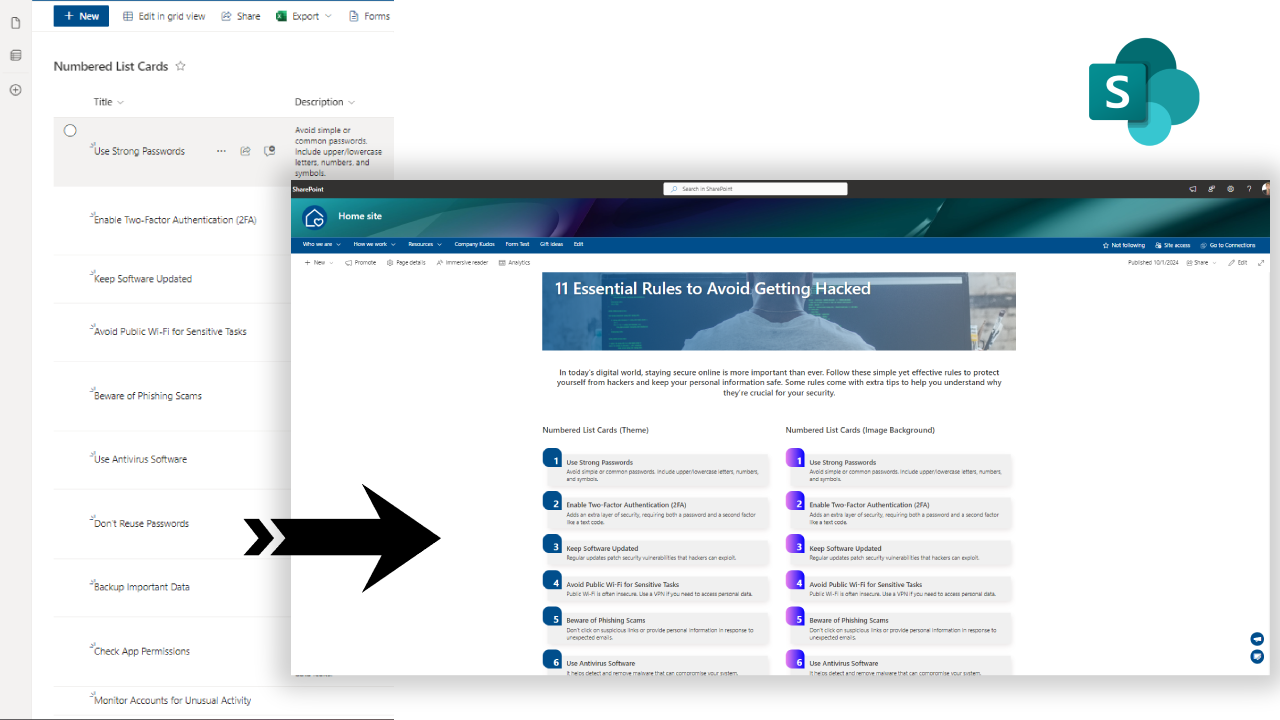 New
Edit in grid view
Share
Export
Forms
Numbered List Cards
Title
Description
Use Strong Passwords
Avoid simple or
common passwords.
Include upper/lowercase
letters, numbers, and
symbols.
Enable Two-Factor Authentication (2FA)
Keep Software Updated
Avoid Public Wi-Fi for Sensitive Tasks
Beware of Phishing Scams
Use Antivirus Software
Don't Reuse Passwords
Backup Important Data
Check App Permissions
Monitor Accounts for Unusual Activity
S
SharePoint
Search in SharePoint
?
Home site
Who we are
How we work
Resources
Company Kudos
Form Test
Gift ideas
Edit
Not following
Site access
Go to Connections
New
Promote
Page details
Immersive reader
Analytics
Published 10/1/2024
Share
Edit
11 Essential Rules to Avoid Getting Hacked
In today's digital world, staying secure online is more important than ever. Follow these simple yet effective rules to protect
yourself from hackers and keep your personal information safe. Some rules come with extra tips to help you understand why
they're crucial for your security.
Numbered List Cards (Theme)
1
Use Strong Passwords
Avoid simple or common passwords. Include upper/lowercase letters, numbers,
and symbols.
2
Enable Two-Factor Authentication (2FA)
Adds an extra layer of security, requiring both a password and a second factor
like a text code.
3
Keep Software Updated
Regular updates patch security vulnerabilities that hackers can exploit.
4
Avoid Public Wi-Fi for Sensitive Tasks
Public Wi-Fi is often insecure. Use a VPN if you need to access personal data.
5
Beware of Phishing Scams
Don't click on suspicious links or provide personal information in response to
unexpected emails.
6
Use Antivirus Software
It helps detect and remove malware that can compromise your system.
Numbered List Cards (Image Background)
1
Use Strong Passwords
Avoid simple or common passwords. Include upper/lowercase letters, numbers,
and symbols.
2
Enable Two-Factor Authentication (2FA)
Adds an extra layer of security, requiring both a password and a second factor
like a text code.
3
Keep Software Updated
Regular updates patch security vulnerabilities that hackers can exploit.
4
Avoid Public Wi-Fi for Sensitive Tasks
Public Wi-Fi is often insecure. Use a VPN if you need to access personal data.
5
Beware of Phishing Scams
Don't click on suspicious links or provide personal information in response to
unexpected emails.
6
Use Antivirus Software
It helps detect and remove malware that can compromise your system.